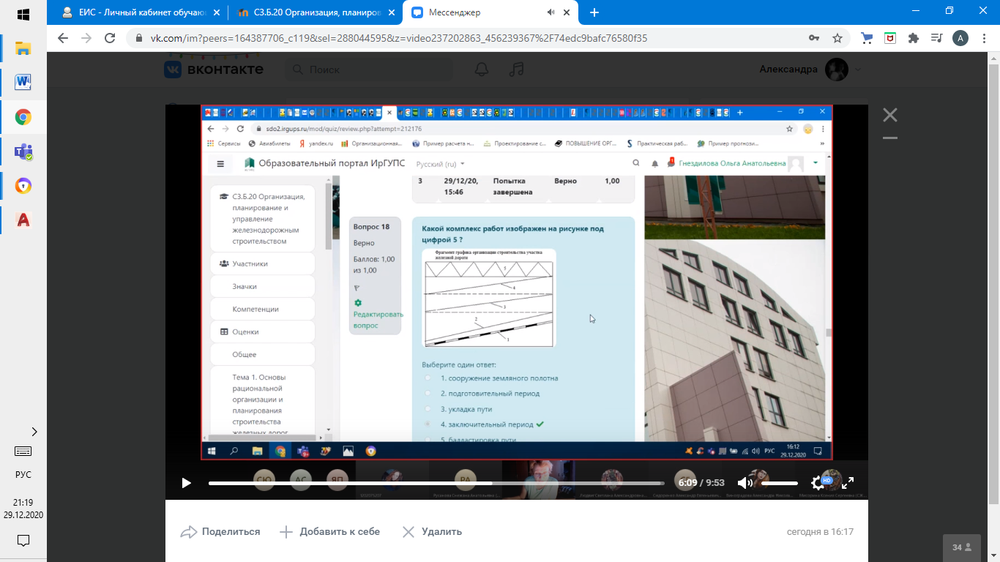 ЕИС - Личный кабинет обучаю
СЗ.Б.20 Организация, планиров
Мессенджер
vk.com/im?peers=164387706_c119&sel=288044595&z=video237202863_456239367%2F74edc9bafc76580f35
вконтакте
Поиск
Александра
sdo2.irgups.ru/mod/quiz/review.php?attempt=212176
Сервисы
Авиабилеты
yandex.ru
Организационная...
Пример расчета н...
Проектирование с...
ПОВЫШЕНИЕ ОРГ...
Практическая раб...
Пример прогнози...
Образовательный портал ИрГУПС
Русский (ru)
Гнездилова Ольга Анатольевна
3
29/12/20,
15:46
Попытка
завершена
Верно
1,00
СЗ.Б.20 Организация,
планирование и
управление
железнодорожным
строительством
Участники
Значки
Компетенции
Оценки
Общее
Тема 1. Основы
рациональной
организации и
планирования
строительства
железных дорог
Вопрос 18
Верно
Баллов: 1,00
из 1,00
Редактировать
вопрос
Какой комплекс работ изображен на рисунке под
цифрой 5 ?
Фрагмент графика организации строительства участка
железной дороги
5
4
3
2
1
Выберите один ответ:
1. сооружение земляного полотна
2. подготовительный период
3. укладка пути
4. заключительный период
5. балластировка пути
РУС
16:12
29.12.2020
СЮ
АС
ЯП
РА
6:09 / 9:53
HD
Поделиться
Добавить к себе
Удалить
сегодня в 16:17
34
РУС
21:19
29.12.2020